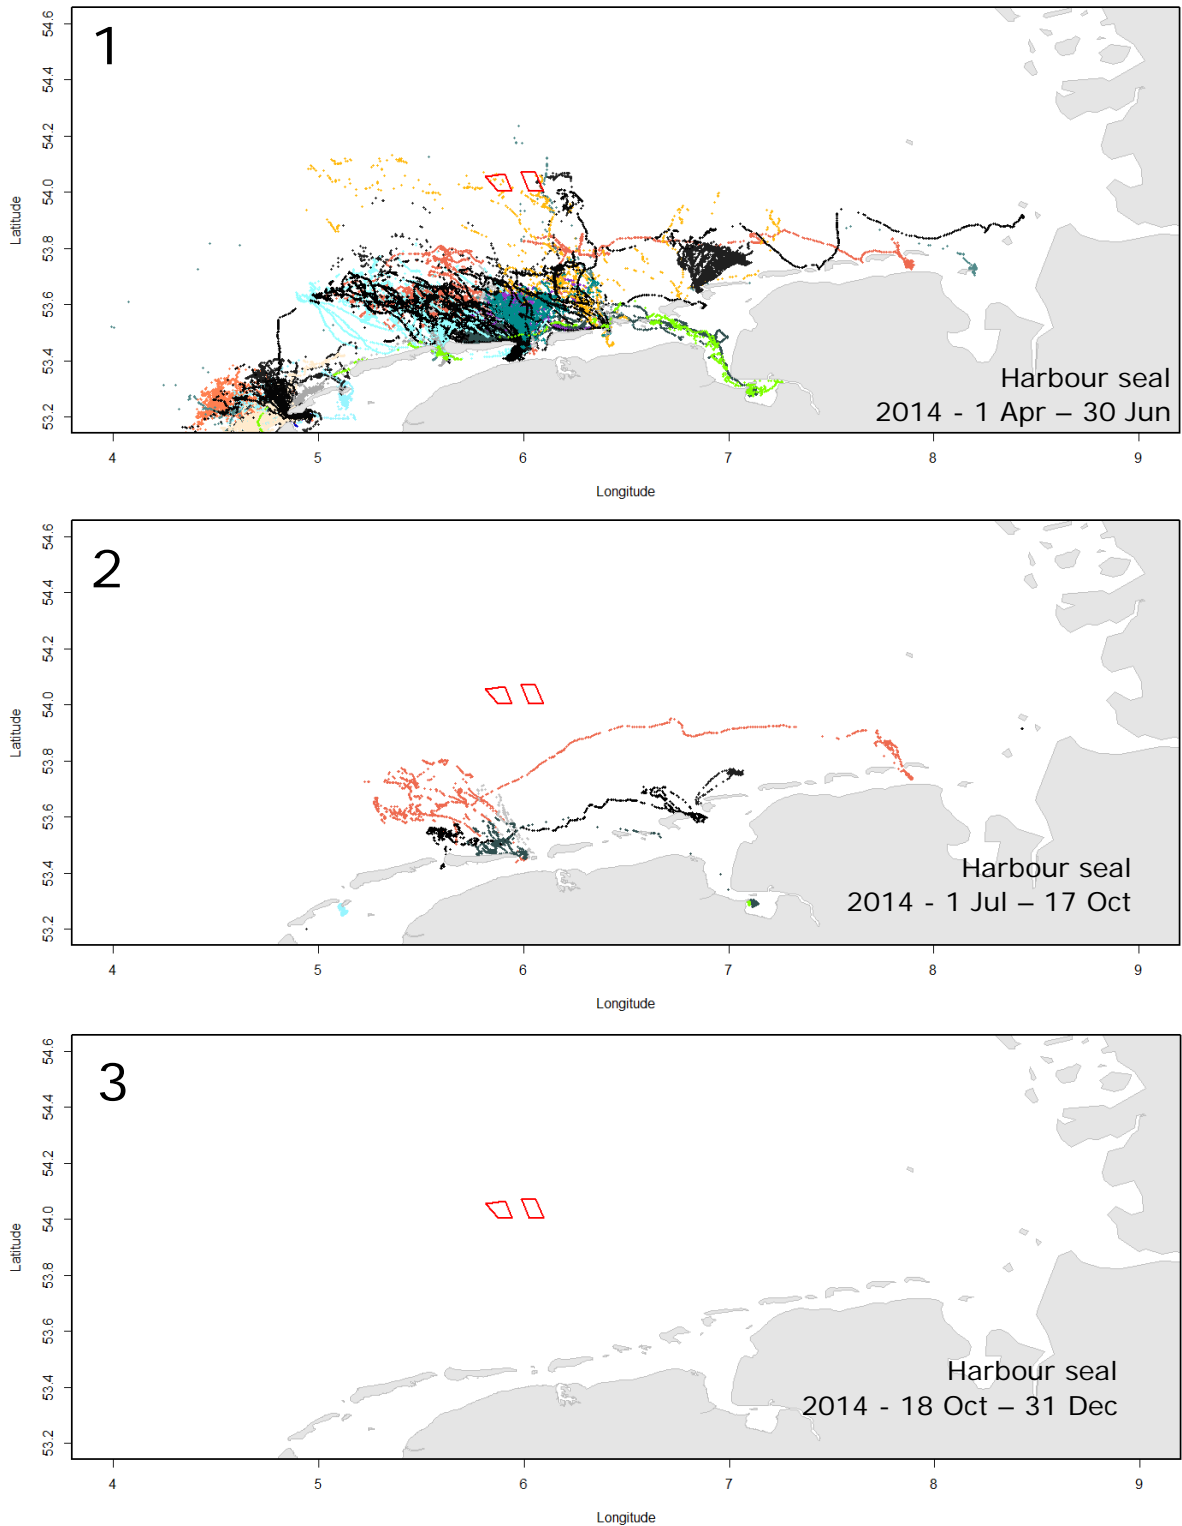 1
54.6
54.4
54.2
54.0
53.8
53.6
53.4
53.2
Latitude
Harbour seal
2014 - 1 Apr – 30 Jun
4 5 6 7 8 9
Longitude
2
54.6
54.4
54.2
54.0
53.8
53.6
53.4
53.2
Latitude
Harbour seal
2014 - 1 Jul – 17 Oct
4 5 6 7 8 9
Longitude
3
54.6
54.4
54.2
54.0
53.8
53.6
53.4
53.2
Latitude
Harbour seal
2014 - 18 Oct – 31 Dec
4 5 6 7 8 9
Longitude